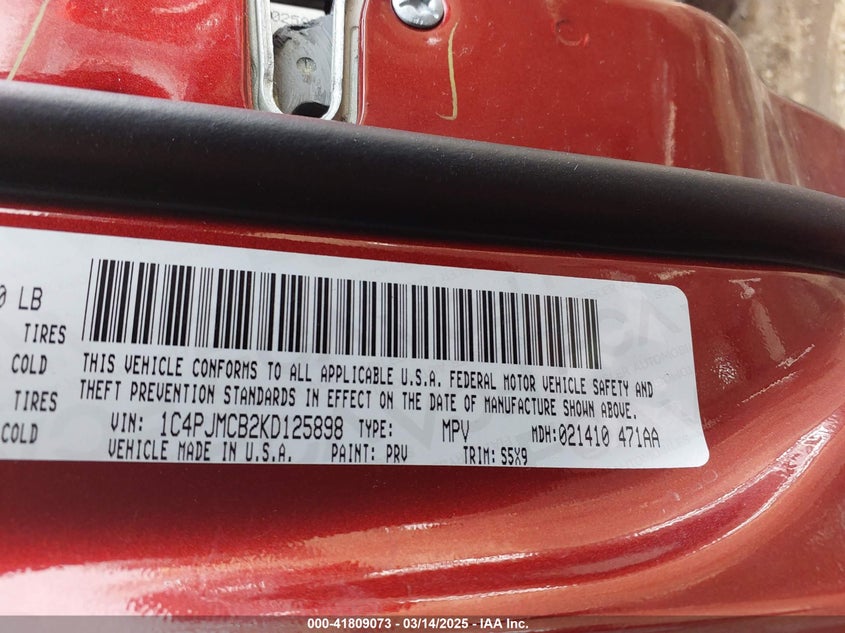 0 LB
TIRES
COLD
TIRES
COLD
THIS VEHICLE CONFORMS TO ALL APPLICABLE U.S.A. FEDERAL MOTOR VEHICLE SAFETY AND
THEFT PREVENTION STANDARDS IN EFFECT ON THE DATE OF MANUFACTURE SHOWN ABOVE.
VIN: 1C4PJMCB2KD125898 TYPE: MPV MDH:021410 471AA
VEHICLE MADE IN U.S.A. PAINT: PRV TRIM: S5X9
000-41809073 — 03/14/2025 — IAA Inc.